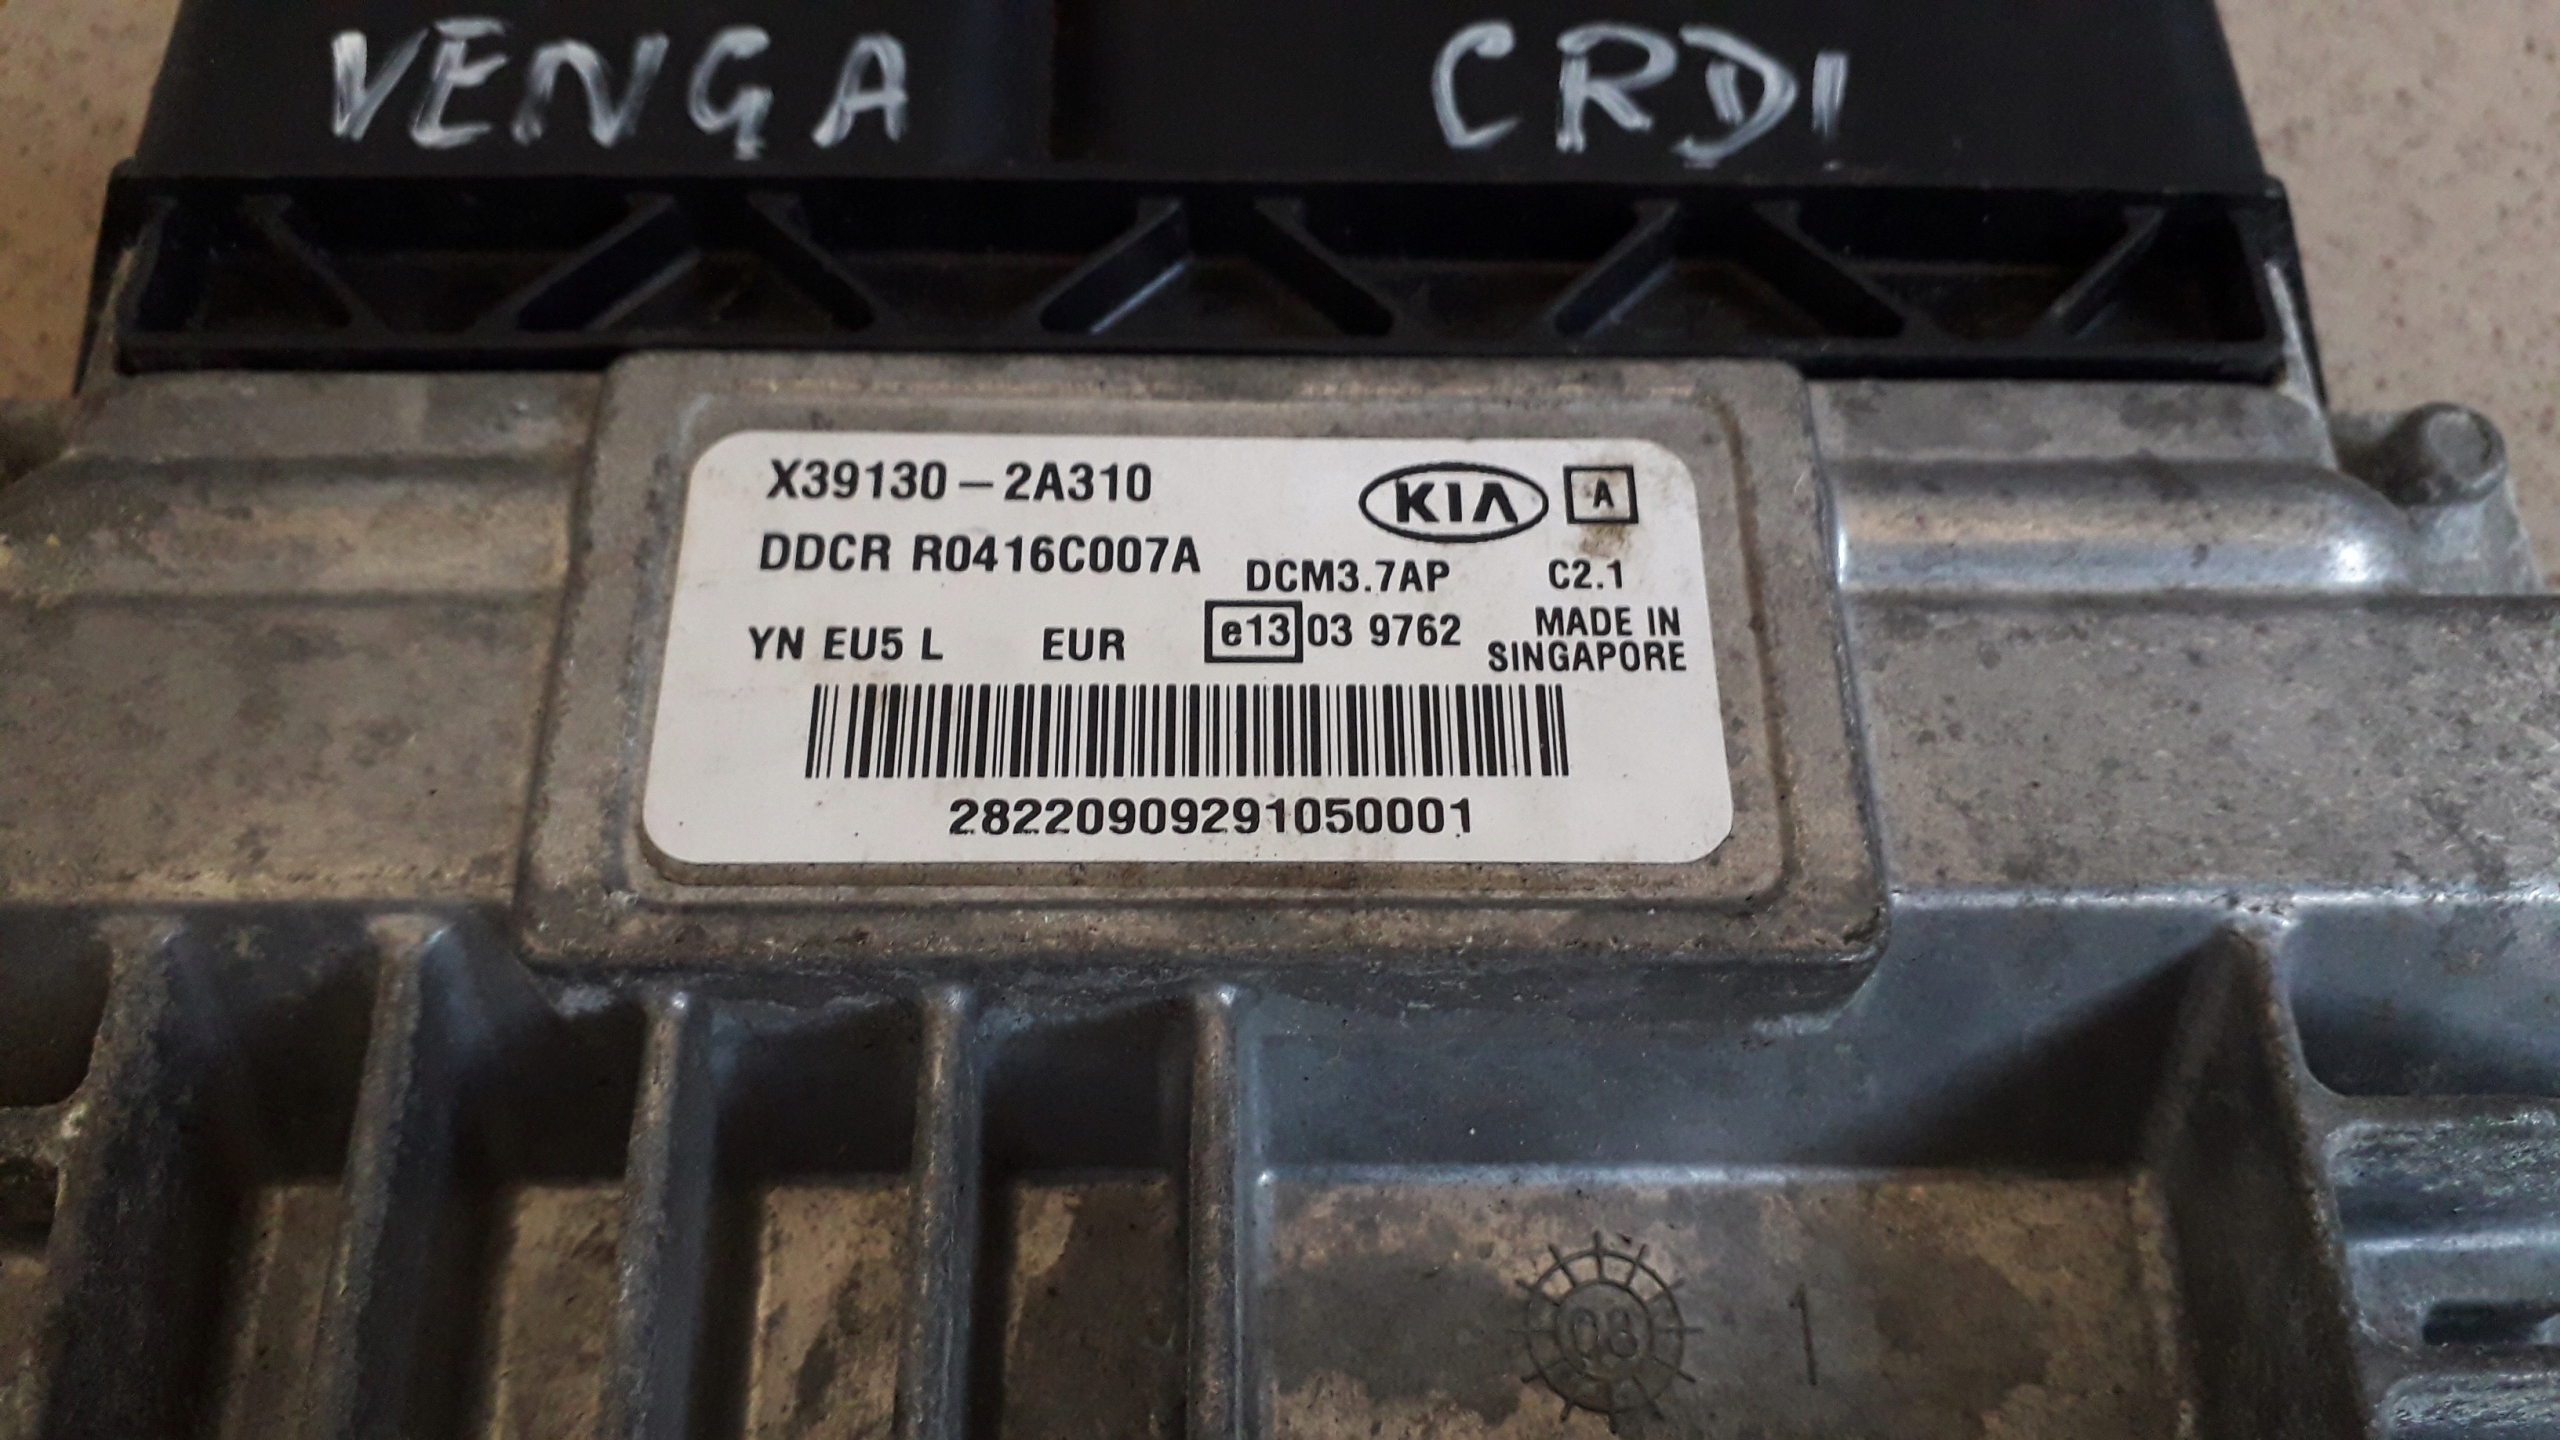 VENGA CRDI
X39130-2A310 KIA A
DDCR R0416C007A DCM3.7AP C2.1
YN EU5 L EUR e13 03 9762 MADE IN
SINGAPORE
28220909291050001
08 1